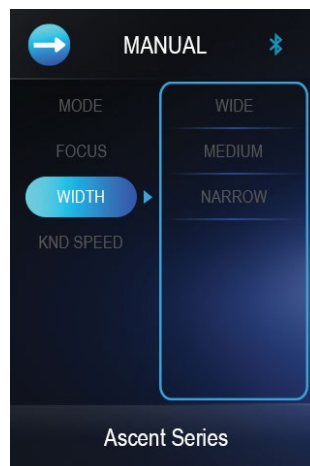 MANUAL
MODE
FOCUS
WIDTH
KND SPEED
WIDE
MEDIUM
NARROW
Ascent Series